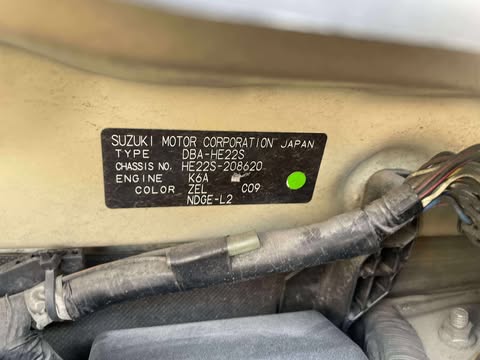 SUZUKI MOTOR CORPORATION JAPAN
TYPE DBA-HE22S
CHASSIS NO. HE22S-208620
ENGINE K6A
COLOR ZEL C09
NDGE-L2